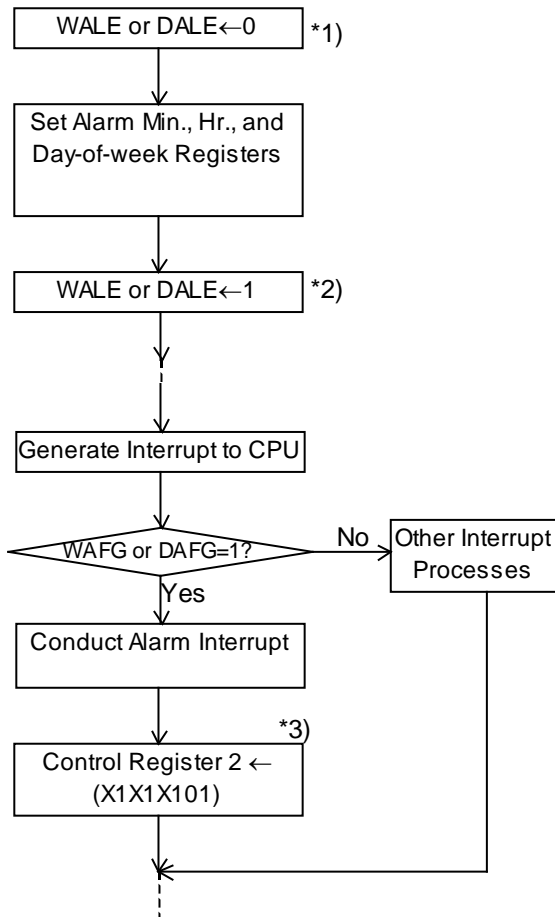 WALE or DALE←0
*1)
Set Alarm Min., Hr., and
Day-of-week Registers
WALE or DALE←1
*2)
Generate Interrupt to CPU
WAFG or DAFG=1?
No
Other Interrupt
Processes
Yes
Conduct Alarm Interrupt
*3)
Control Register 2 ←
(X1X1X101)